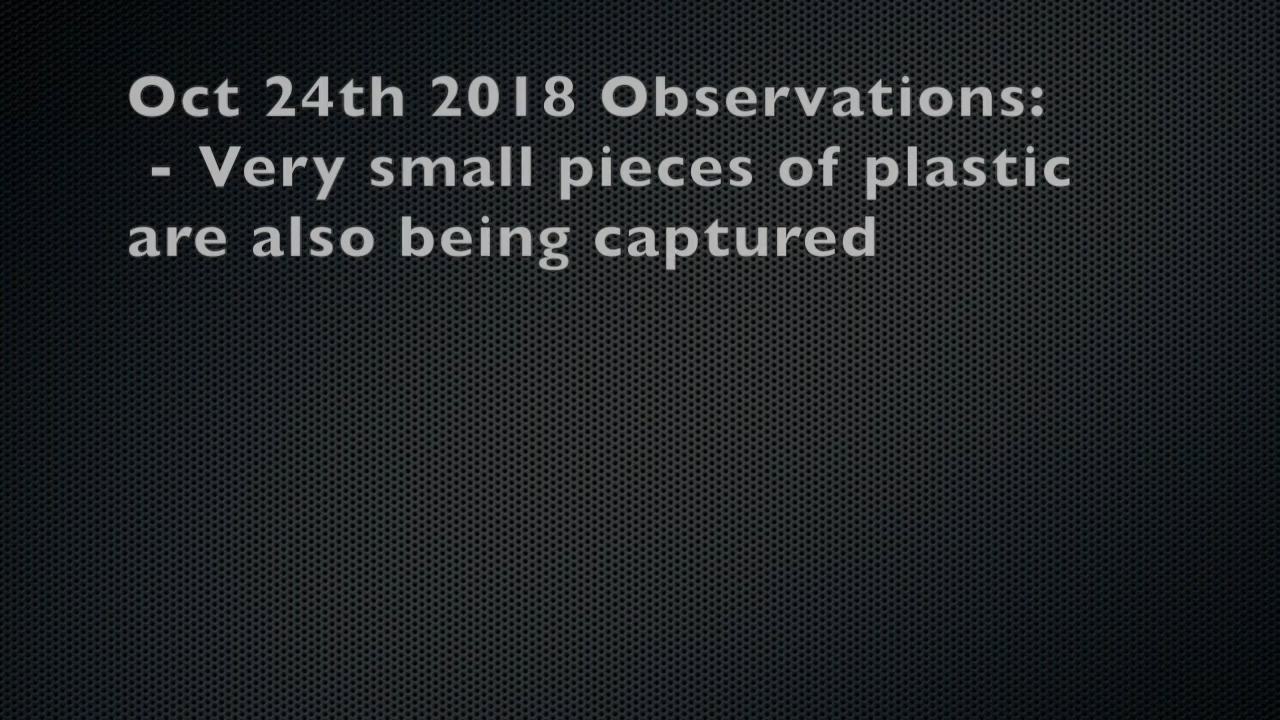 Oct 24th 2018 Observations:
- Very small pieces of plastic
are also being captured